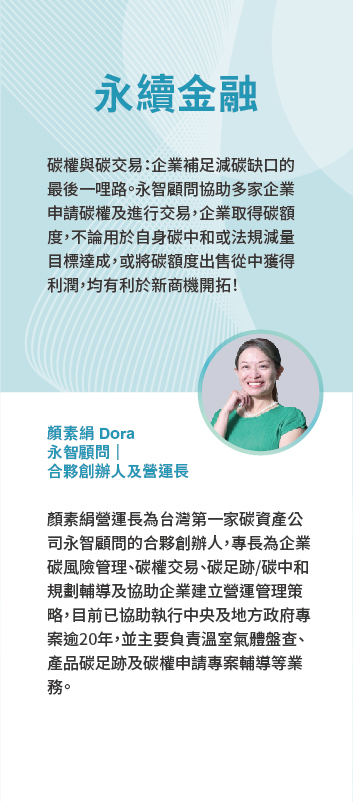 永續金融
碳權與碳交易：企業補足減碳缺口的
最後一哩路。永智顧問協助多家企業
申請碳權及進行交易，企業取得碳額
度，不論用於自身碳中和或法規減量
目標達成，或將碳額度出售從中獲得
利潤，均有利於新商機開拓！
顏素絹 Dora
永智顧問｜
合夥創辦人及營運長
顏素絹營運長為台灣第一家碳資產公
司永智顧問的合夥創辦人，專長為企業
碳風險管理、碳權交易、碳足跡/碳中和
規劃輔導及協助企業建立營運管理策
略，目前已協助執行中央及地方政府專
案逾20年，並主要負責溫室氣體盤查、
產品碳足跡及碳權申請專案輔導等業
務。